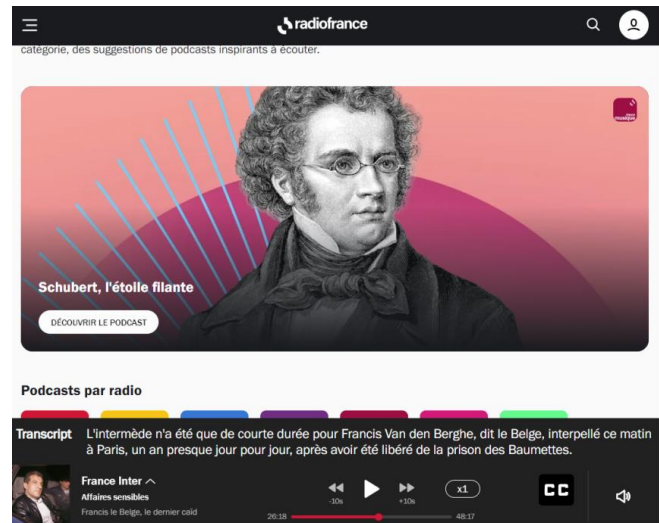 radiofrance
catégorie, des suggestions de podcasts inspirants à écouter.
musique
Schubert, l'étoile filante
DÉCOUVRIR LE PODCAST
Podcasts par radio
Transcript
L'intermède n'a été que de courte durée pour Francis Van den Berghe, dit le Belge, interpellé ce matin
à Paris, un an presque jour pour jour, après avoir été libéré de la prison des Baumettes.
France Inter
Affaires sensibles
Francis le Belge, le dernier caïd
-10s
+10s
x1
CC
26:18
48:17